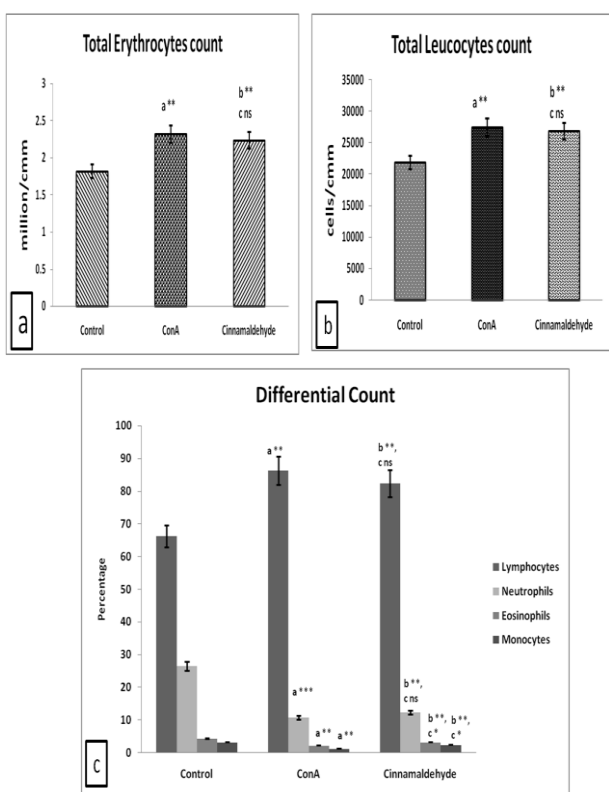 Total Erythrocytes count
million/cmm
3
2.5
2
1.5
1
0.5
0
a **
b **
c ns
Control
ConA
Cinnamaldehyde
a
Total Leucocytes count
cells/cmm
35000
30000
25000
20000
15000
10000
5000
0
a **
b **
c ns
Control
ConA
Cinnamaldehyde
b
Differential Count
Percentage
100
90
80
70
60
50
40
30
20
10
0
a **
a ***
a **
a **
b **,
c ns
b **,
c ns
b **,
c *
b **,
c *
Control
ConA
Cinnamaldehyde
Lymphocytes
Neutrophils
Eosinophils
Monocytes
c